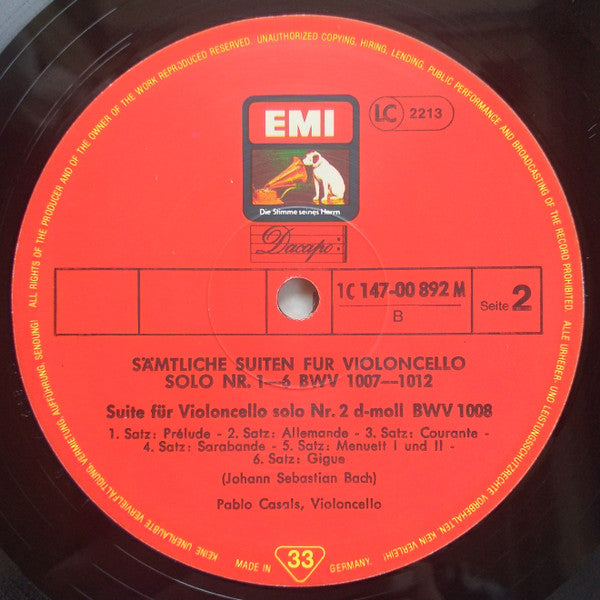 ALL RIGHTS OF THE PRODUCER AND OF THE OWNER OF THE WORK REPRODUCED RESERVED. UNAUTHORIZED COPYING, HIRING, LENDING, PUBLIC PERFORMANCE AND BROADCASTING OF THE RECORD PROHIBITED.
ALLE URHEBER- UND LEISTUNGSSCHUTZRECHTE VORBEHALTEN. KEIN VERLEIH! KEINE UNERLAUBTE VERVIELFÄLTIGUNG, VERMIETUNG, AUFFÜHRUNG, SENDUNG!
EMI
LC 2213
Die Stimme seines Herrn
Dacapo
1C 147-00 892 M
B
Seite 2
SÄMTLICHE SUITEN FUR VIOLONCELLO
SOLO NR. 1—6 BWV 1007—1012
Suite für Violoncello solo Nr. 2 d-moll BWV 1008
1. Satz: Prélude - 2. Satz: Allemande - 3. Satz: Courante -
4. Satz: Sarabande - 5. Satz: Menuett I und II -
6. Satz: Gigue
(Johann Sebastian Bach)
Pablo Casals, Violoncello
MADE IN 33 GERMANY.